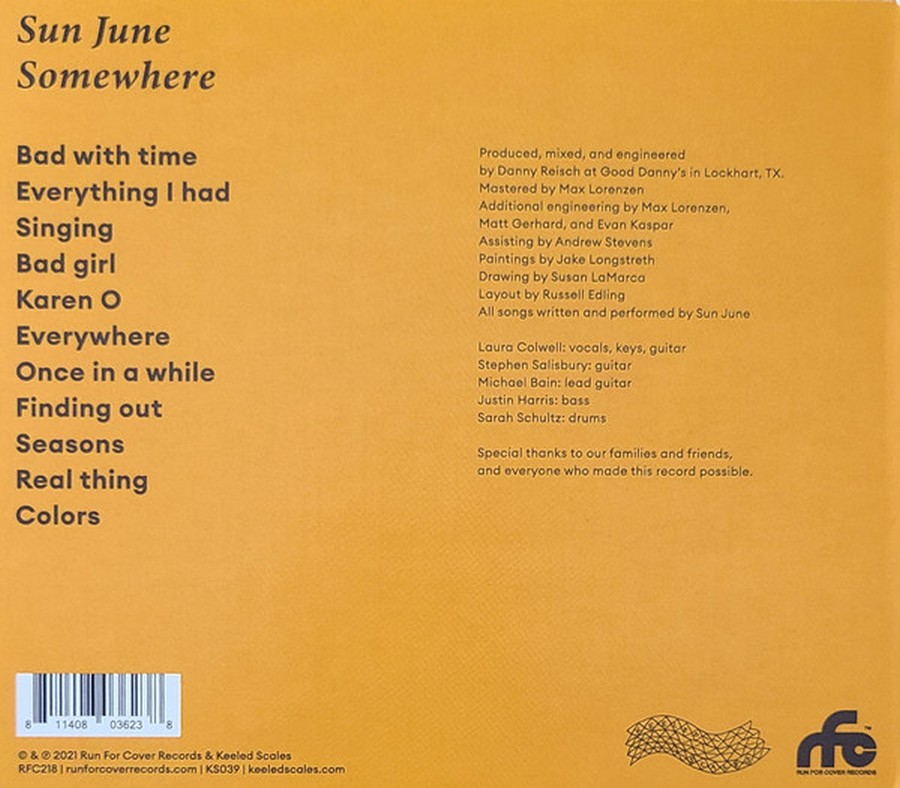 Sun June
Somewhere
Bad with time
Everything I had
Singing
Bad girl
Karen O
Everywhere
Once in a while
Finding out
Seasons
Real thing
Colors
Produced, mixed, and engineered
by Danny Reisch at Good Danny's in Lockhart, TX.
Mastered by Max Lorenzen
Additional engineering by Max Lorenzen,
Matt Gerhard, and Evan Kaspar
Assisting by Andrew Stevens
Paintings by Jake Longstreth
Drawing by Susan LaMarca
Layout by Russell Edling
All songs written and performed by Sun June
Laura Colwell: vocals, keys, guitar
Stephen Salisbury: guitar
Michael Bain: lead guitar
Justin Harris: bass
Sarah Schultz: drums
Special thanks to our families and friends,
and everyone who made this record possible.
8 11408 03623 8
© & ℗ 2021 Run For Cover Records & Keeled Scales
RFC218 | runforcoverrecords.com | KS039 | keeledscales.com
rfc™
RUN FOR COVER RECORDS